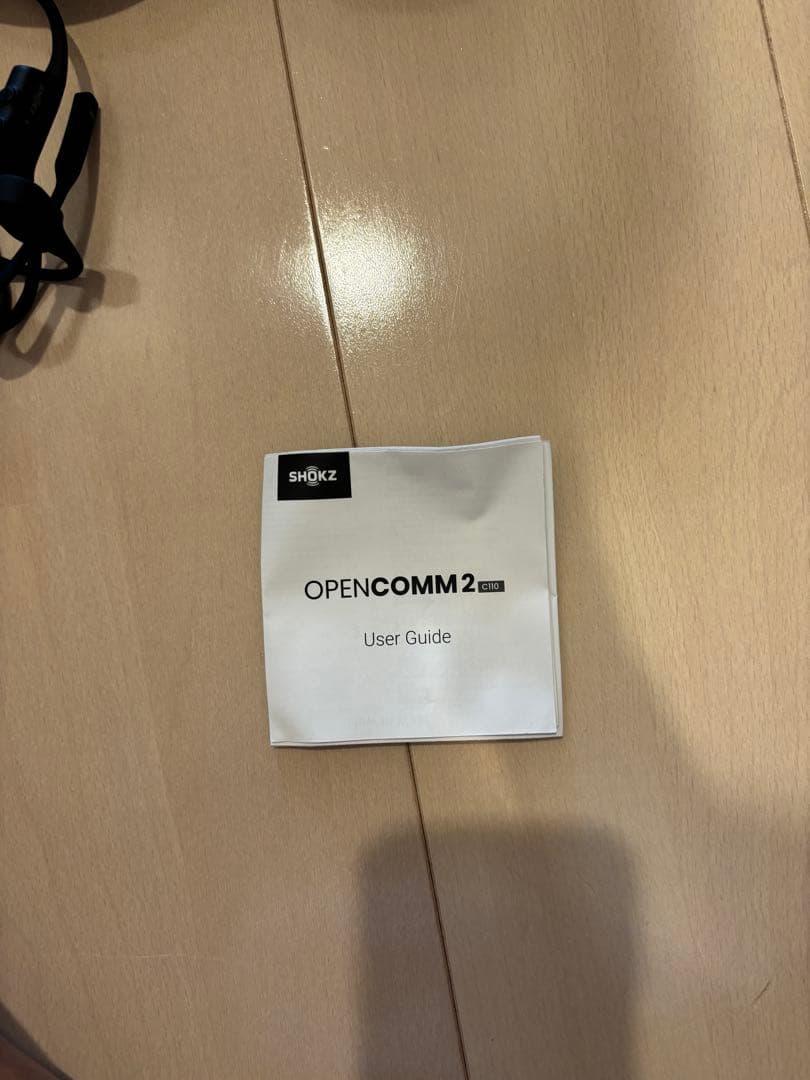 SHOKZ
OPENCOMM2 C110
User Guide